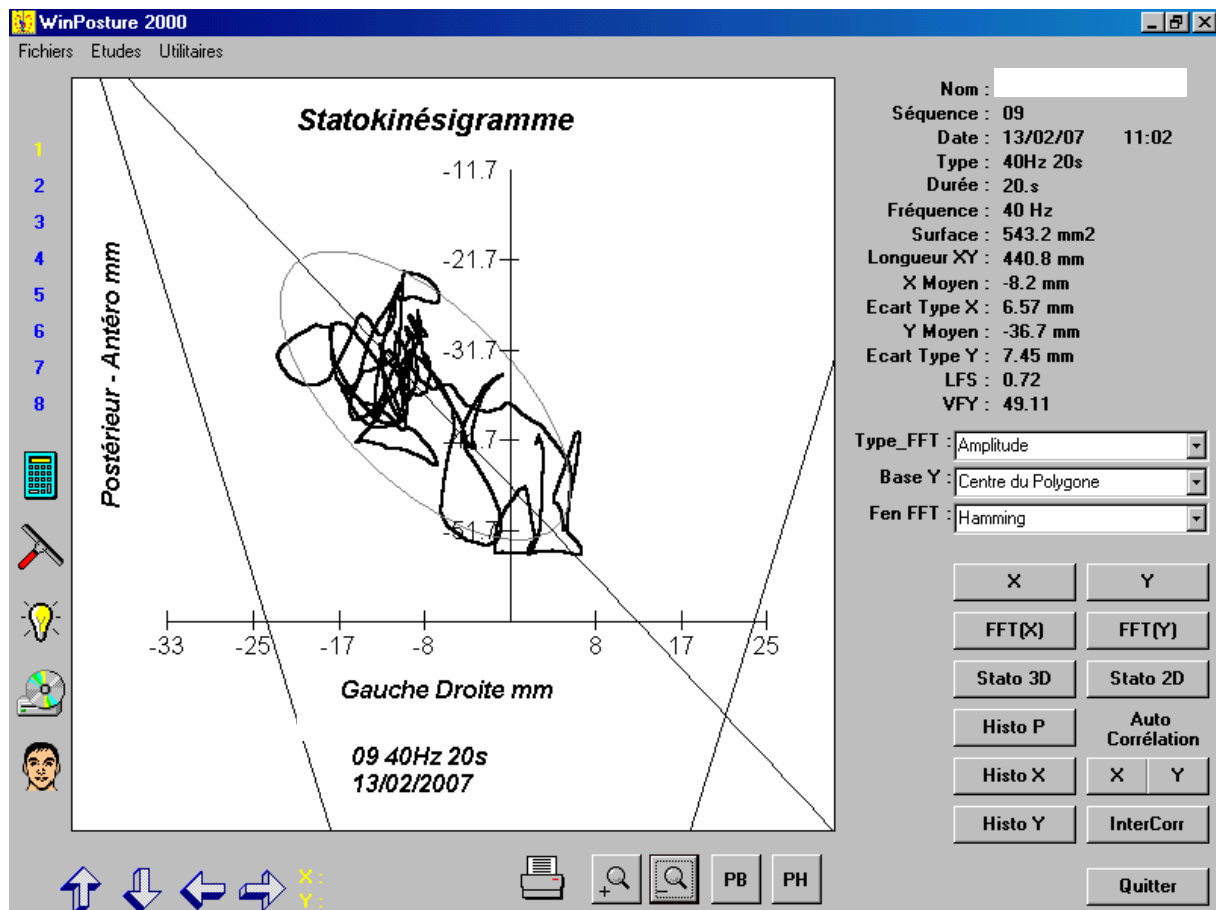 WinPosture 2000
Fichiers Etudes Utilitaires
1
2
3
4
5
6
7
8
Statokinésigramme
Postérieur - Antéro mm
-11.7
-21.7
-31.7
-41.7
-51.7
-33 -25 -17 -8 8 17 25
Gauche Droite mm
09 40Hz 20s
13/02/2007
Nom :
Séquence : 09
Date : 13/02/07 11:02
Type : 40Hz 20s
Durée : 20.s
Fréquence : 40 Hz
Surface : 543.2 mm2
Longueur XY : 440.8 mm
X Moyen : -8.2 mm
Ecart Type X : 6.57 mm
Y Moyen : -36.7 mm
Ecart Type Y : 7.45 mm
LFS : 0.72
VFY : 49.11
Type_FFT : Amplitude
Base Y : Centre du Polygone
Fen FFT : Hamming
X Y
FFT(X) FFT(Y)
Stato 3D Stato 2D
Histo P Auto
Corrélation
Histo X X Y
Histo Y InterCorr
X :
Y :
PB PH
Quitter